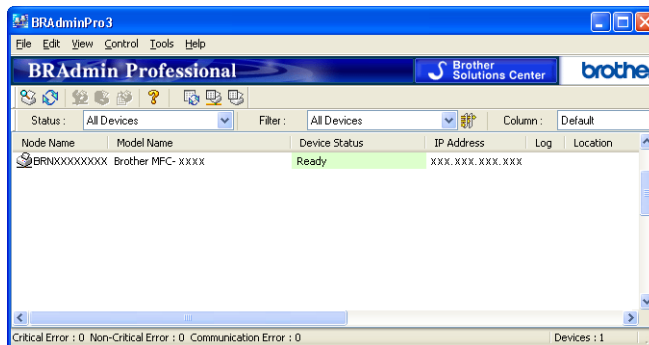 BRAdminPro3
File Edit View Control Tools Help
BRAdmin Professional Brother Solutions Center brothe
Status : All Devices Filter : All Devices Column : Default
Node Name Model Name Device Status IP Address Log Location
BRNXXXXXXXX Brother MFC- XXXX Ready XXX.XXX.XXX.XXX
Critical Error : 0 Non-Critical Error : 0 Communication Error : 0 Devices : 1